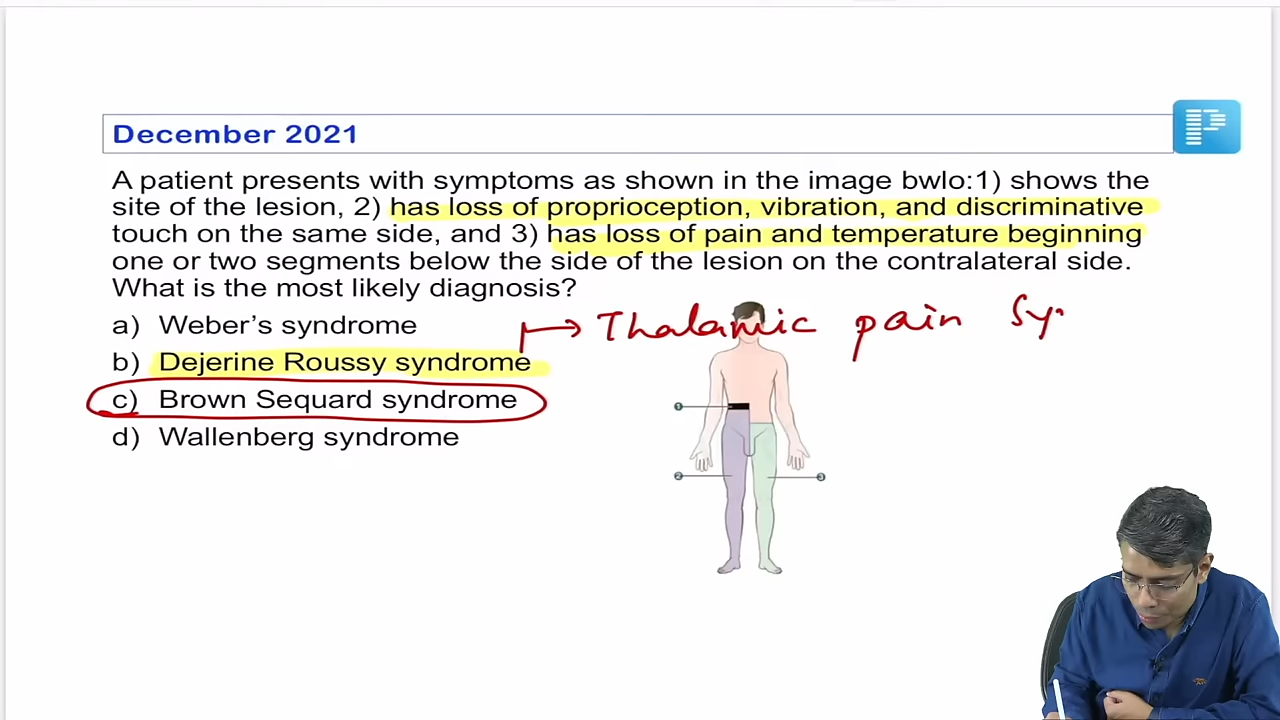 December 2021
A patient presents with symptoms as shown in the image bwlo:1) shows the
site of the lesion, 2) has loss of proprioception, vibration, and discriminative
touch on the same side, and 3) has loss of pain and temperature beginning
one or two segments below the side of the lesion on the contralateral side.
What is the most likely diagnosis?
a) Weber's syndrome
Thalamic pain Sy
b) Dejerine Roussy syndrome
c) Brown Sequard syndrome
d) Wallenberg syndrome
1
2
3